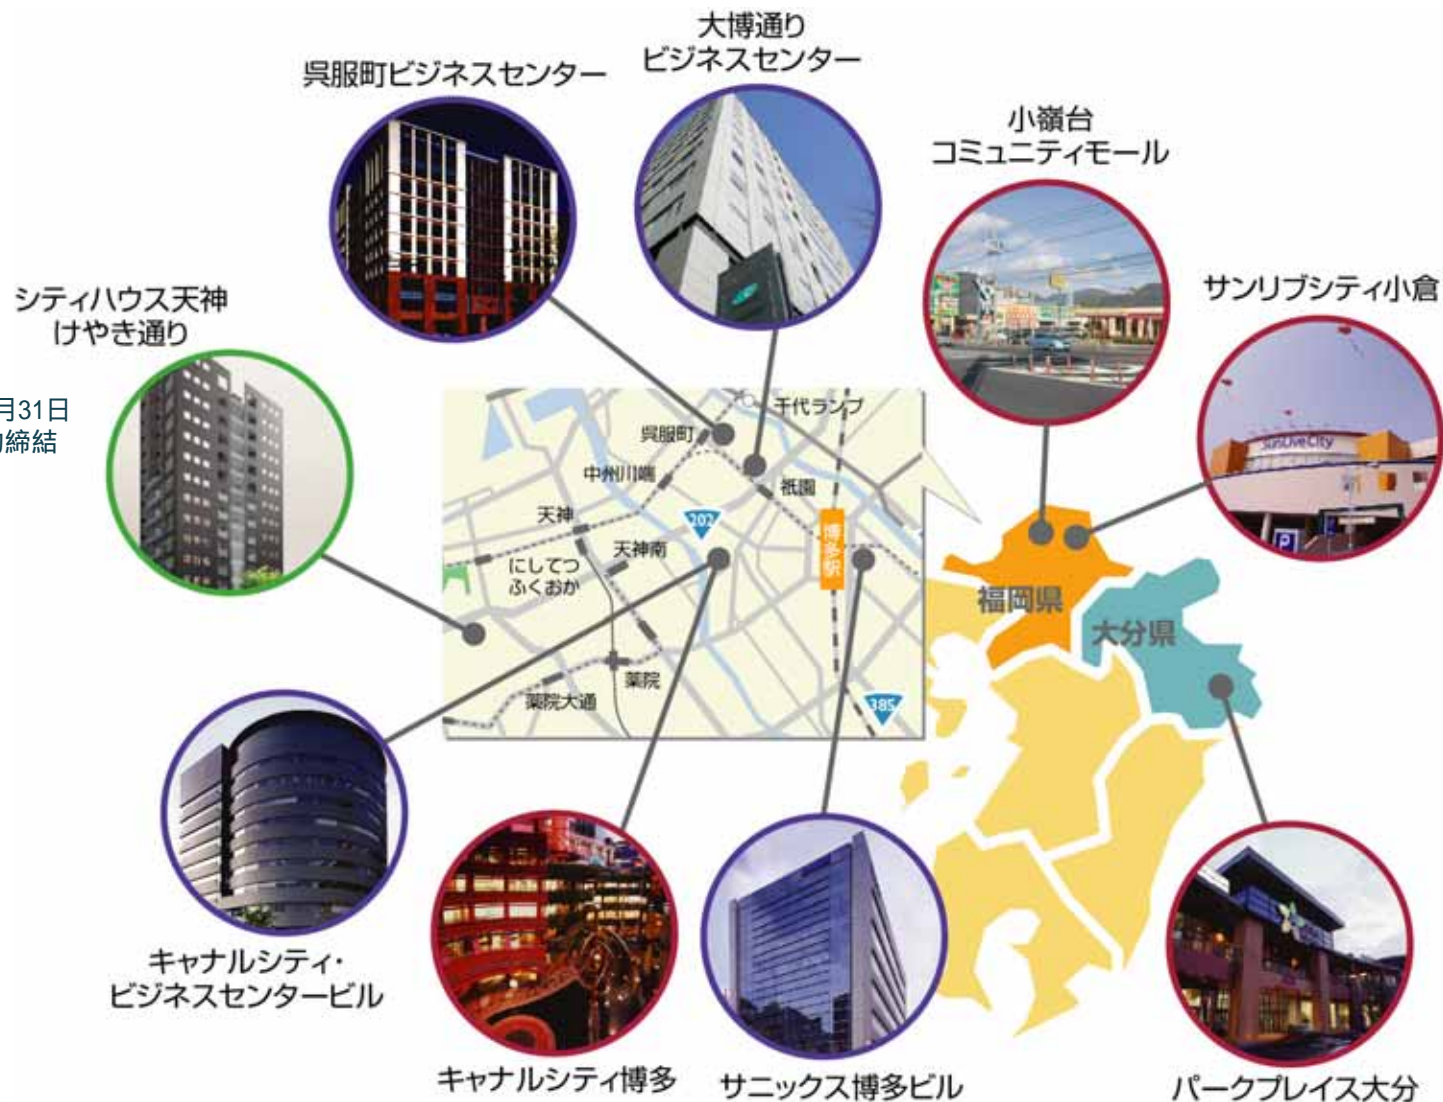 大博通り
ビジネスセンター
呉服町ビジネスセンター
小嶺台
コミュニティモール
サンリブシティ小倉
シティハウス天神
けやき通り
月31日
締結
SunLiveCity
P
千代ランプ
呉服町
中州川端
祇園
天神
202
博多駅
天神南
にしてつ
ふくおか
福岡県
大分県
薬院
薬院大通
385
キャナルシティ・
ビジネスセンタービル
キャナルシティ博多
サニックス博多ビル
パークプレイス大分